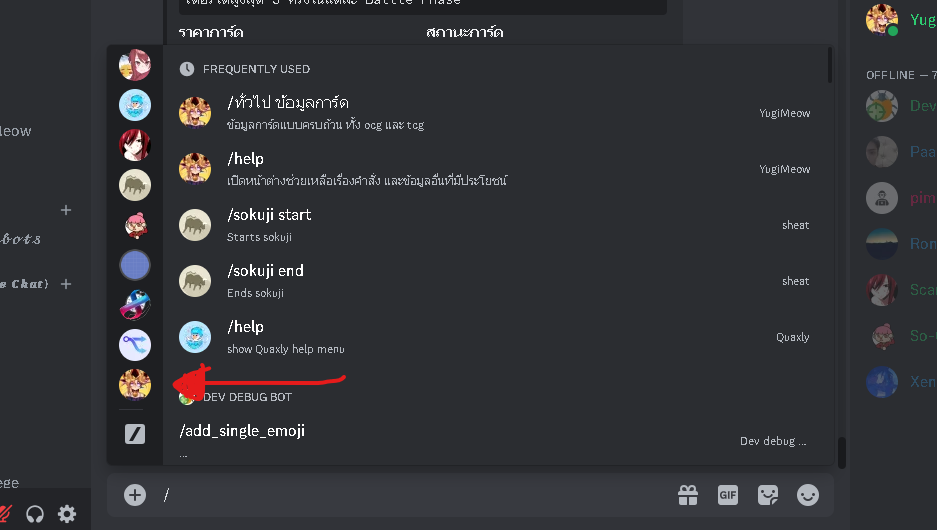 ราคาการ์ด สถานะการ์ด
FREQUENTLY USED
/ทั่วไป ข้อมูลการ์ด
ข้อมูลการ์ดแบบครบถ้วน ทั้ง ocg และ tcg
YugiMeow
/help
เปิดหน้าต่างช่วยเหลือเรื่องคำสั่ง และข้อมูลอื่นที่มีประโยชน์
YugiMeow
/sokuji start
Starts sokuji
sheat
/sokuji end
Ends sokuji
sheat
/help
show Quaxly help menu
Quaxly
DEV DEBUG BOT
/add_single_emoji
...
Dev debug ...
/
GIF
bots
Chat)
Yug
OFFLINE — 7
Dev
Paa
pim
Ron
Scar
So-
Xen